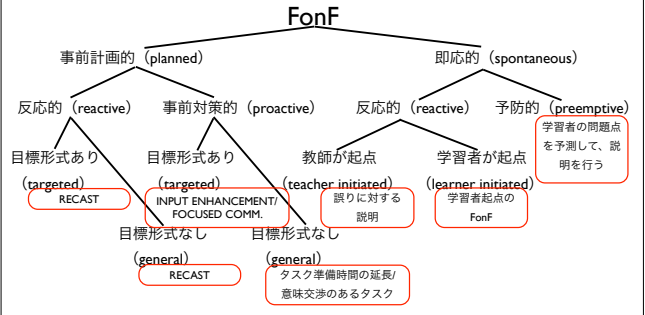 FonF
事前計画的（planned）
即応的（spontaneous）
反応的（reactive）
事前対策的（proactive）
反応的（reactive）
予防的（preemptive）
学習者の問題点
を予測して、説
明を行う
目標形式あり
(targeted)
RECAST
目標形式あり
(targeted)
INPUT ENHANCEMENT/
FOCUSED COMM.
教師が起点
(teacher initiated)
誤りに対する
説明
学習者が起点
(learner initiated)
学習者起点の
FonF
目標形式なし
(general)
RECAST
目標形式なし
(general)
タスク準備時間の延長/
意味交渉のあるタスク